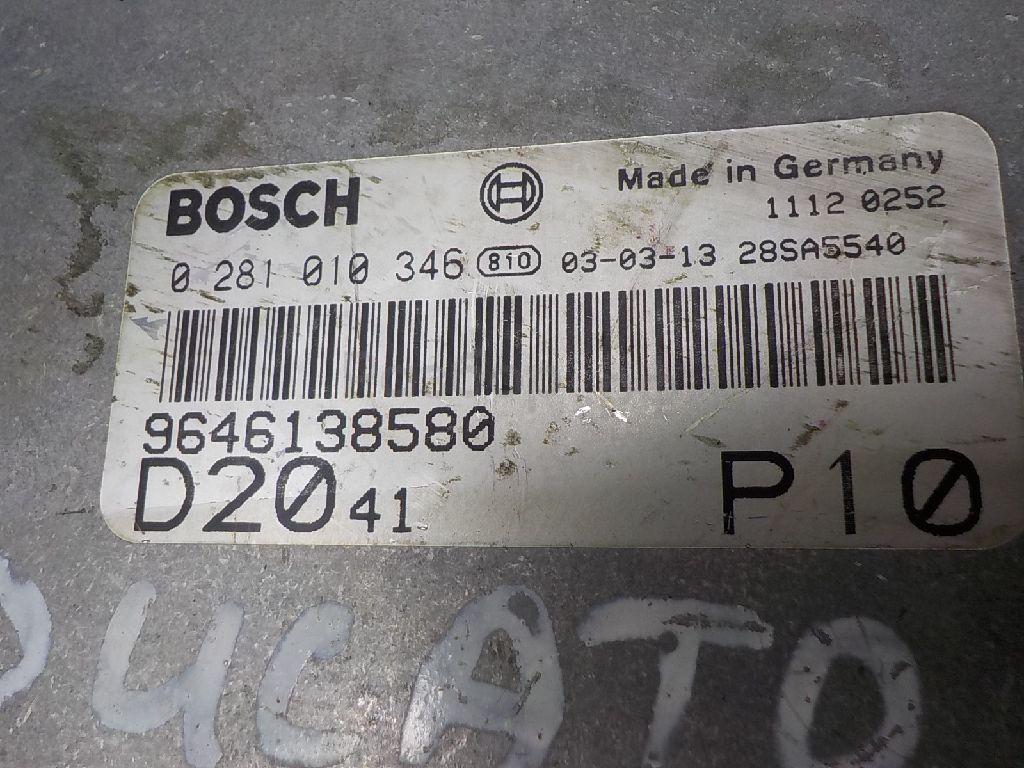 BOSCH
Made in Germany
1112 0252
0 281 010 346 810 03-03-13 28SA5540
9646138580
D20 41 P10
DUCATO